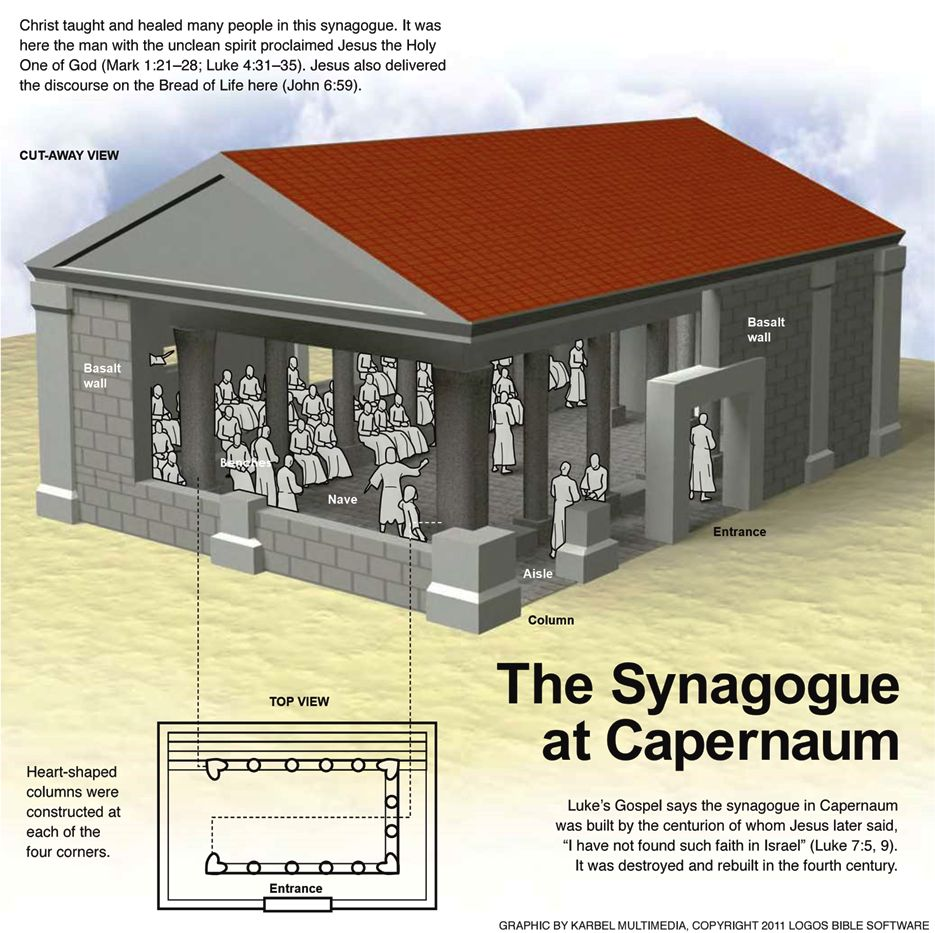 Christ taught and healed many people in this synagogue. It was
here the man with the unclean spirit proclaimed Jesus the Holy
One of God (Mark 1:21–28; Luke 4:31–35). Jesus also delivered
the discourse on the Bread of Life here (John 6:59).
CUT-AWAY VIEW
Basalt
wall
Basalt
wall
Benches
Nave
Entrance
Aisle
Column
The Synagogue
at Capernaum
TOP VIEW
Heart-shaped
columns were
constructed at
each of the
four corners.
Entrance
Luke’s Gospel says the synagogue in Capernaum
was built by the centurion of whom Jesus later said,
“I have not found such faith in Israel” (Luke 7:5, 9).
It was destroyed and rebuilt in the fourth century.
GRAPHIC BY KARBEL MULTIMEDIA, COPYRIGHT 2011 LOGOS BIBLE SOFTWARE